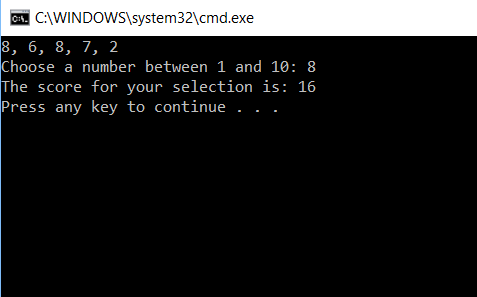 C:\WINDOWS\system32\cmd.exe
8, 6, 8, 7, 2
Choose a number between 1 and 10: 8
The score for your selection is: 16
Press any key to continue . . .